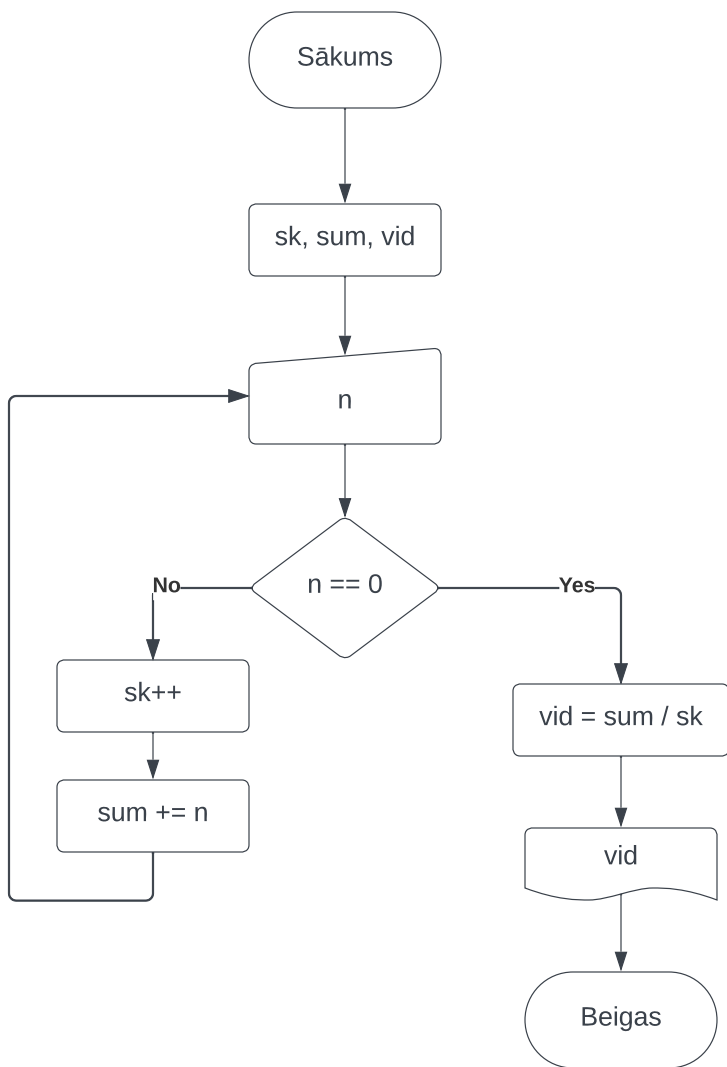 Sākums
sk, sum, vid
n
n == 0
No
Yes
sk++
sum += n
vid = sum / sk
vid
Beigas